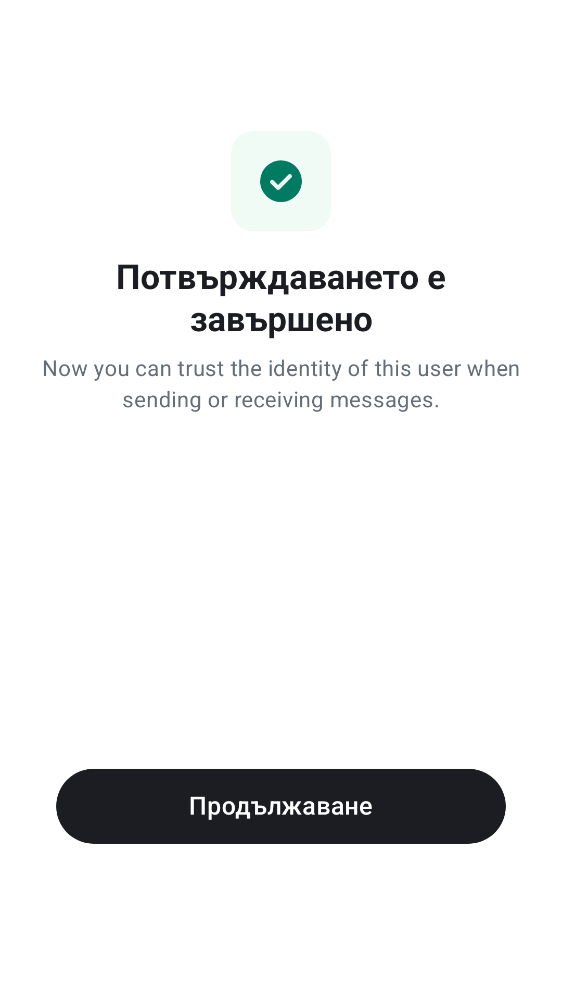 Потвърждаването е
завършено
Now you can trust the identity of this user when
sending or receiving messages.
Продължаване